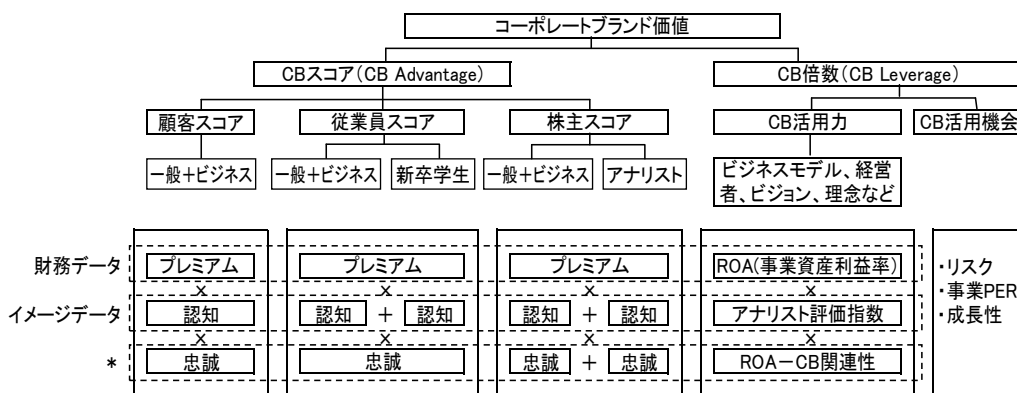 コーポレートブランド価値
CBスコア(CB Advantage)
CB倍数(CB Leverage)
顧客スコア
従業員スコア
株主スコア
CB活用力
CB活用機会
一般+ビジネス
一般+ビジネス
新卒学生
一般+ビジネス
アナリスト
ビジネスモデル、経営
者、ビジョン、理念など
財務データ
プレミアム
プレミアム
プレミアム
ROA(事業資産利益率)
× × × ×
イメージデータ
認知
認知 + 認知
認知 + 認知
アナリスト評価指数
× × × ×
*
忠誠
忠誠
忠誠 + 忠誠
ROA-CB関連性
・リスク
・事業PER
・成長性